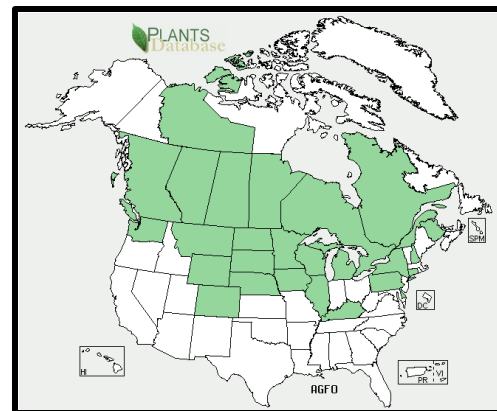 PLANTS
Database
SPM
DC
HI
PR
VI
AGFO